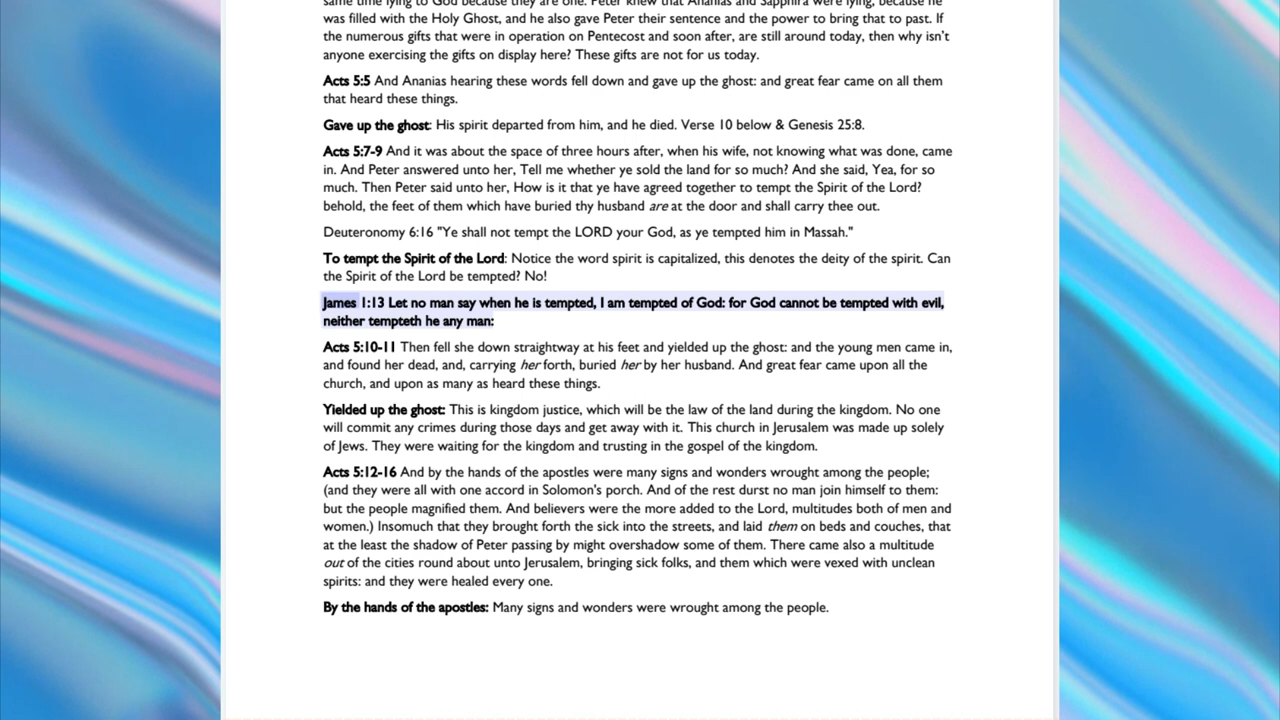 same time lying to God because they are one. Peter knew that Ananias and Sapphira were lying, because he
was filled with the Holy Ghost, and he also gave Peter their sentence and the power to bring that to past. If
the numerous gifts that were in operation on Pentecost and soon after, are still around today, then why isn't
anyone exercising the gifts on display here? These gifts are not for us today.
Acts 5:5 And Ananias hearing these words fell down and gave up the ghost: and great fear came on all them
that heard these things.
Gave up the ghost: His spirit departed from him, and he died. Verse 10 below & Genesis 25:8.
Acts 5:7-9 And it was about the space of three hours after, when his wife, not knowing what was done, came
in. And Peter answered unto her, Tell me whether ye sold the land for so much? And she said, Yea, for so
much. Then Peter said unto her, How is it that ye have agreed together to tempt the Spirit of the Lord?
behold, the feet of them which have buried thy husband are at the door and shall carry thee out.
Deuteronomy 6:16 "Ye shall not tempt the LORD your God, as ye tempted him in Massah."
To tempt the Spirit of the Lord: Notice the word spirit is capitalized, this denotes the deity of the spirit. Can
the Spirit of the Lord be tempted? No!
James 1:13 Let no man say when he is tempted, I am tempted of God: for God cannot be tempted with evil,
neither tempteth he any man:
Acts 5:10-11 Then fell she down straightway at his feet and yielded up the ghost: and the young men came in,
and found her dead, and, carrying her forth, buried her by her husband. And great fear came upon all the
church, and upon as many as heard these things.
Yielded up the ghost: This is kingdom justice, which will be the law of the land during the kingdom. No one
will commit any crimes during those days and get away with it. This church in Jerusalem was made up solely
of Jews. They were waiting for the kingdom and trusting in the gospel of the kingdom.
Acts 5:12-16 And by the hands of the apostles were many signs and wonders wrought among the people;
(and they were all with one accord in Solomon's porch. And of the rest durst no man join himself to them:
but the people magnified them. And believers were the more added to the Lord, multitudes both of men and
women.) Insomuch that they brought forth the sick into the streets, and laid them on beds and couches, that
at the least the shadow of Peter passing by might overshadow some of them. There came also a multitude
out of the cities round about unto Jerusalem, bringing sick folks, and them which were vexed with unclean
spirits: and they were healed every one.
By the hands of the apostles: Many signs and wonders were wrought among the people.